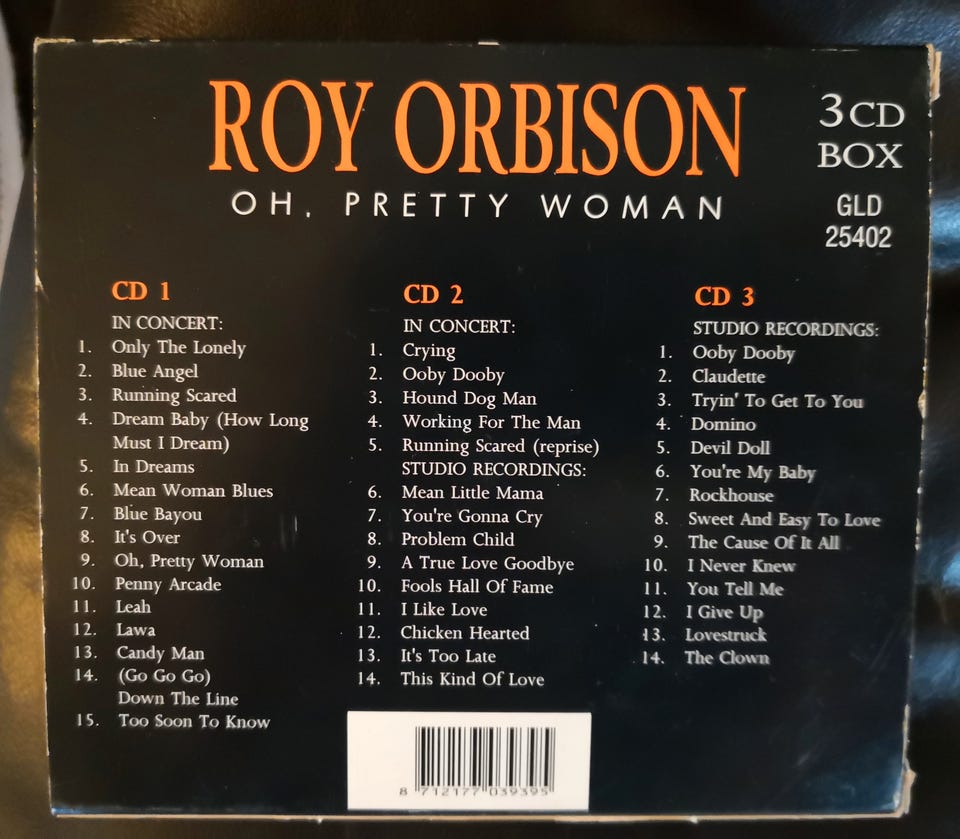 ROY ORBISON
OH, PRETTY WOMAN
3 CD
BOX
GLD
25402
CD 1
IN CONCERT:
1. Only The Lonely
2. Blue Angel
3. Running Scared
4. Dream Baby (How Long
Must I Dream)
5. In Dreams
6. Mean Woman Blues
7. Blue Bayou
8. It's Over
9. Oh, Pretty Woman
10. Penny Arcade
11. Leah
12. Lawa
13. Candy Man
14. (Go Go Go)
Down The Line
15. Too Soon To Know
CD 2
IN CONCERT:
1. Crying
2. Ooby Dooby
3. Hound Dog Man
4. Working For The Man
5. Running Scared (reprise)
STUDIO RECORDINGS:
6. Mean Little Mama
7. You're Gonna Cry
8. Problem Child
9. A True Love Goodbye
10. Fools Hall Of Fame
11. I Like Love
12. Chicken Hearted
13. It's Too Late
14. This Kind Of Love
CD 3
STUDIO RECORDINGS:
1. Ooby Dooby
2. Claudette
3. Tryin' To Get To You
4. Domino
5. Devil Doll
6. You're My Baby
7. Rockhouse
8. Sweet And Easy To Love
9. The Cause Of It All
10. I Never Knew
11. You Tell Me
12. I Give Up
13. Lovestruck
14. The Clown
8 712177 039395